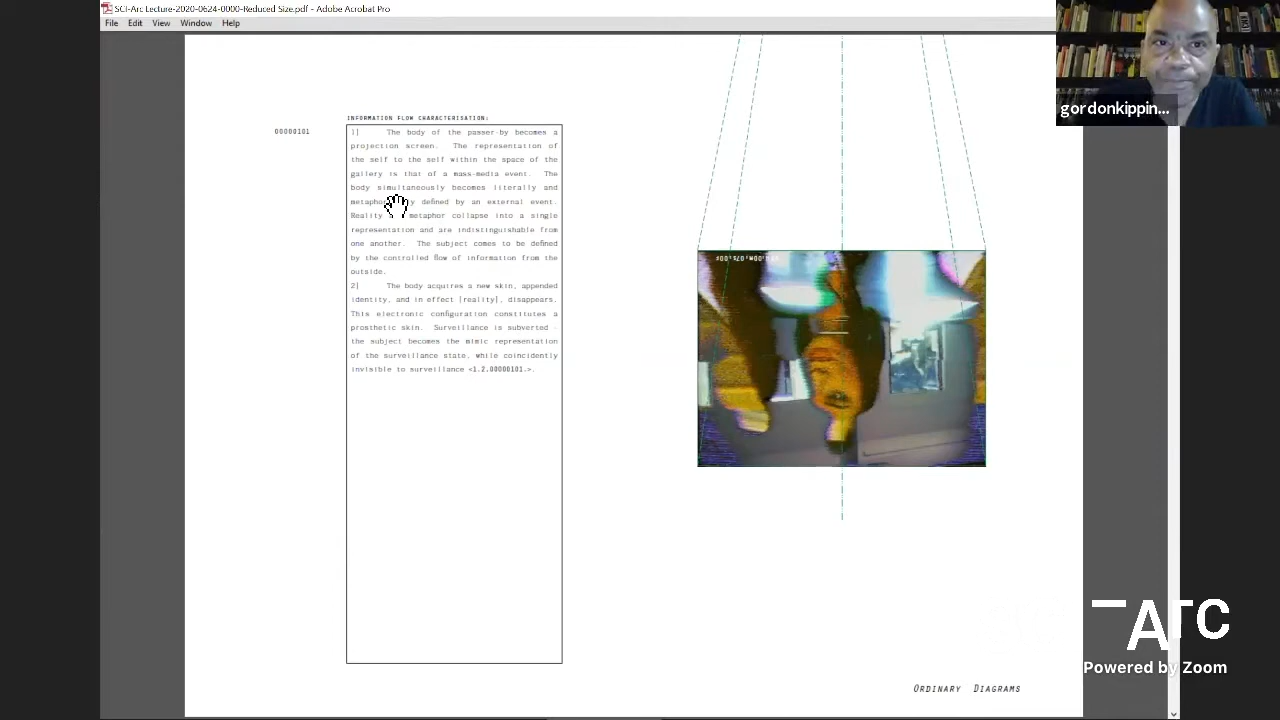 SCI-Arc Lecture-2020-0624-0000-Reduced Size.pdf - Adobe Acrobat Pro
File Edit View Window Help
gordonkippin...
INFORMATION FLOW CHARACTERISATION:
00000101
1| The body of the passer-by becomes a
projection screen. The representation of
the self to the self within the space of the
gallery is that of a mass-media event. The
body simultaneously becomes literally and
defined by an external event.
Reality metaphor collapse into a single
representation and are indistinguishable from
one another. The subject comes to be defined
by the controlled flow of information from the
outside.
2| The body acquires a new skin, appended
identity, and in effect [reality], disappears.
This electronic configuration constitutes a
prosthetic skin. Surveillance is subverted -
the subject becomes the mimic representation
of the surveillance state, while coincidently
invisible to surveillance <1.2.00000101.>.
ARC
Powered by Zoom
ORDINARY DIAGRAMS